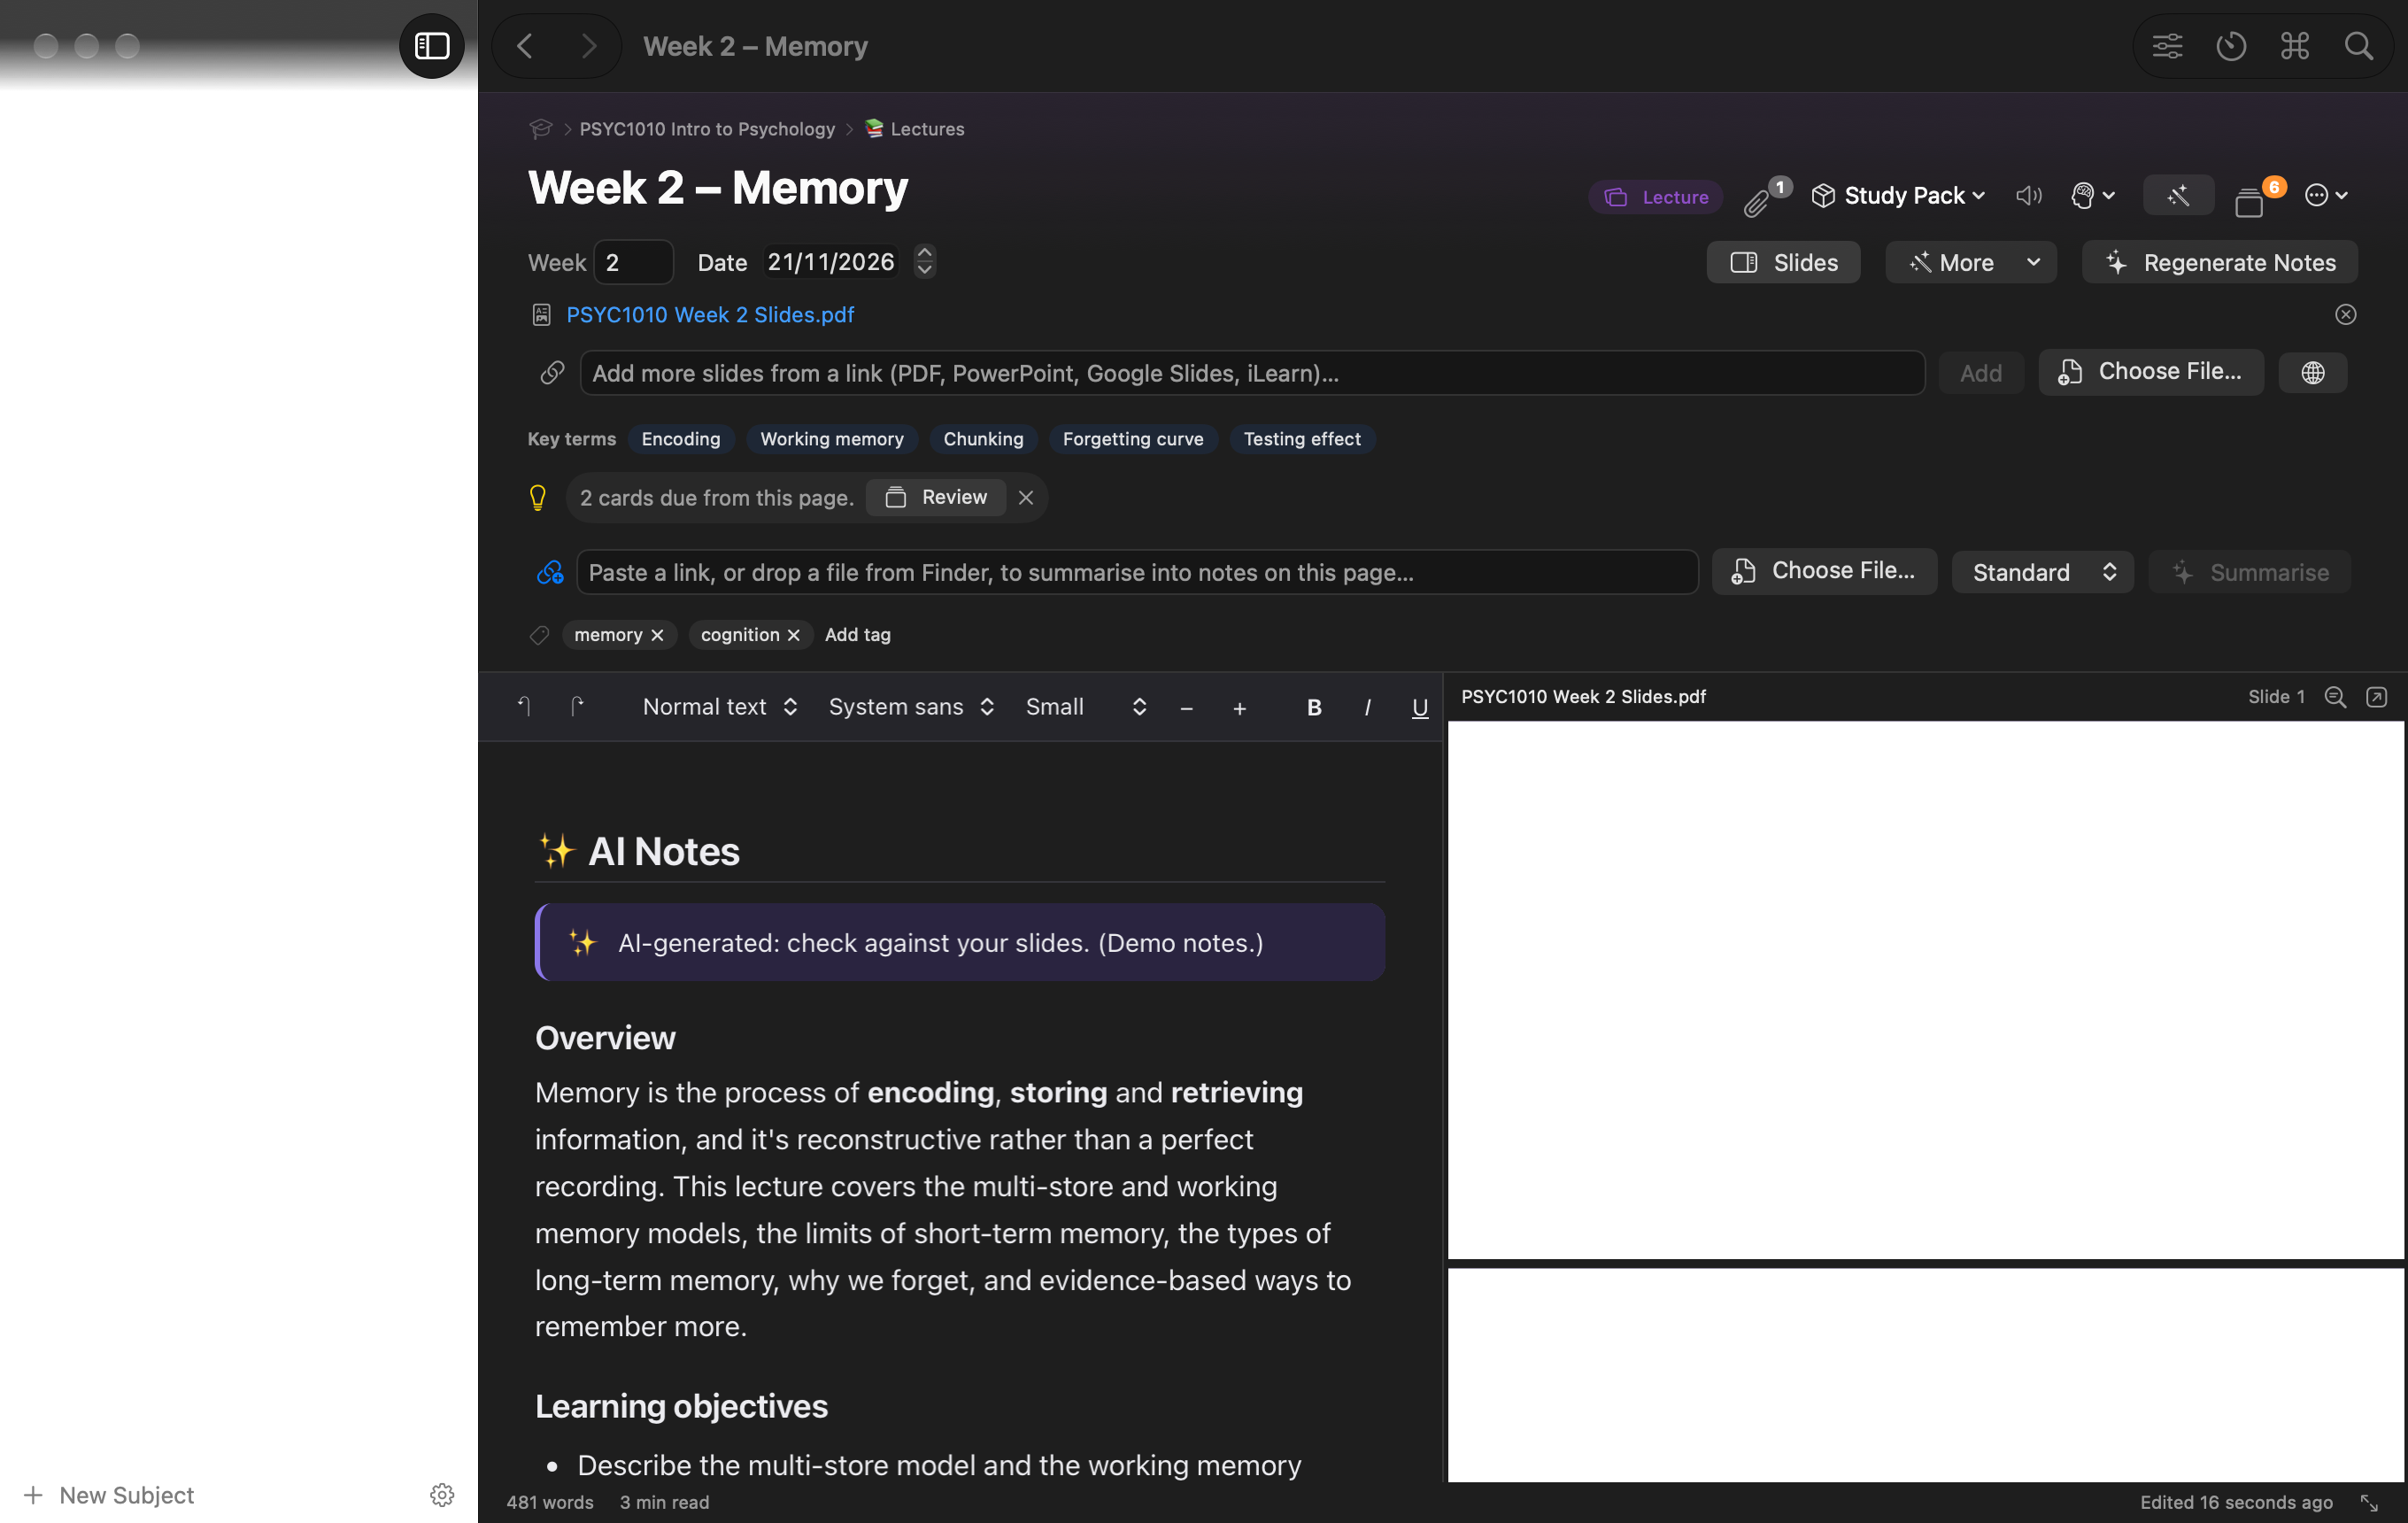 Week 2 – Memory
PSYC1010 Intro to Psychology
Lectures
Week 2 – Memory
Lecture
1
Study Pack
6
Week
2
Date
21/11/2026
Slides
More
Regenerate Notes
PSYC1010 Week 2 Slides.pdf
Add more slides from a link (PDF, PowerPoint, Google Slides, iLearn)...
Add
Choose File...
Key terms
Encoding
Working memory
Chunking
Forgetting curve
Testing effect
2 cards due from this page.
Review
Paste a link, or drop a file from Finder, to summarise into notes on this page...
Choose File...
Standard
Summarise
memory
cognition
Add tag
Normal text
System sans
Small
B
I
U
PSYC1010 Week 2 Slides.pdf
Slide 1
✨ AI Notes
✨ AI-generated: check against your slides. (Demo notes.)
Overview
Memory is the process of encoding, storing and retrieving
information, and it's reconstructive rather than a perfect
recording. This lecture covers the multi-store and working
memory models, the limits of short-term memory, the types of
long-term memory, why we forget, and evidence-based ways to
remember more.
Learning objectives
• Describe the multi-store model and the working memory
New Subject
481 words
3 min read
Edited 16 seconds ago